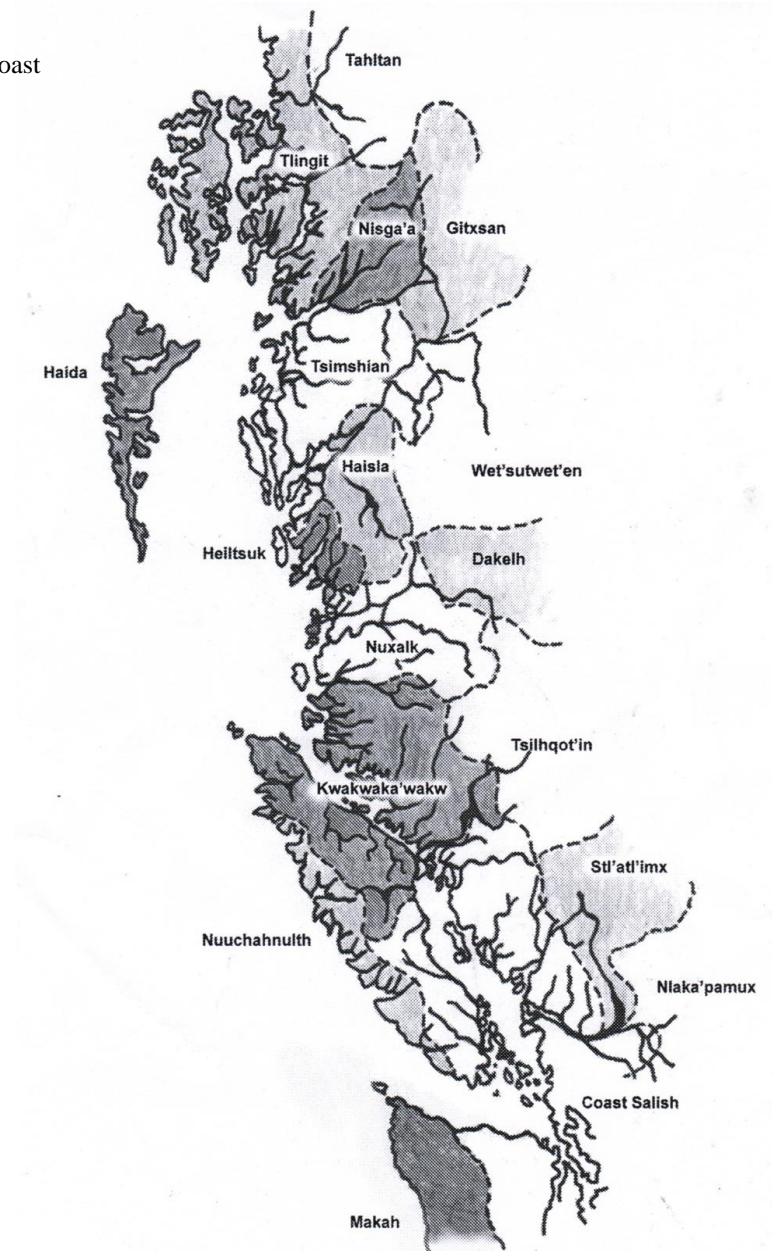 Tahltan
Tlingit
Nisga'a
Gitxsan
Tsimshian
Haida
Haisla
Wet'sutwet'en
Heiltsuk
Dakelh
Nuxalk
Tsilhqot'in
Kwakwaka'wakw
Stl'atl'imx
Nuuchahnulth
Nlaka'pamux
Coast Salish
Makah